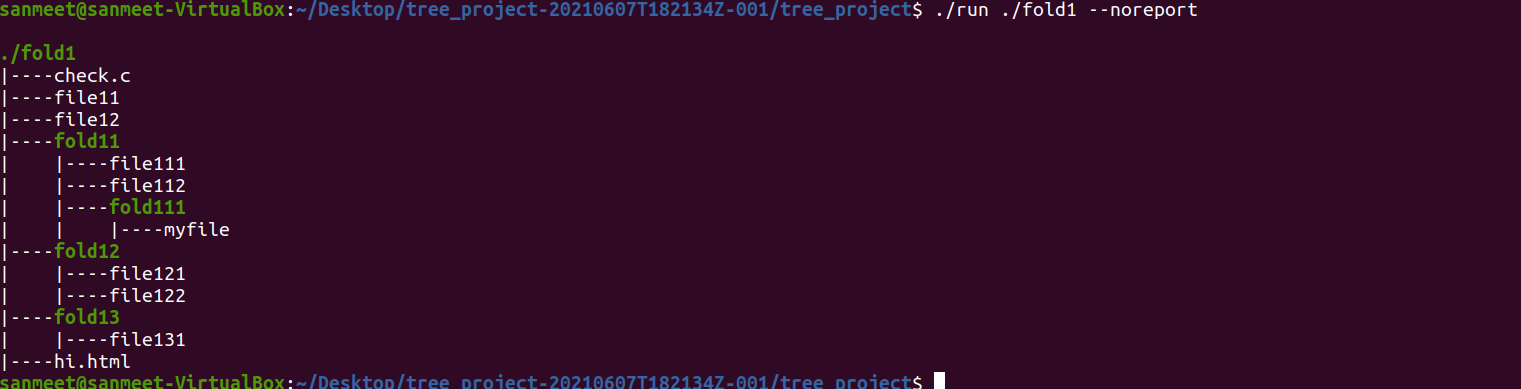 sanmeet@sanmeet-VirtualBox:~/Desktop/tree_project-20210607T182134Z-001/tree_project$ ./run ./fold1 --noreport
./fold1
|----check.c
|----file11
|----file12
|----fold11
|    |----file111
|    |----file112
|    |----fold111
|    |    |----myfile
|----fold12
|    |----file121
|    |----file122
|----fold13
|    |----file131
|----hi.html
sanmeet@sanmeet-VirtualBox:~/Desktop/tree_project-20210607T182134Z-001/tree_project$